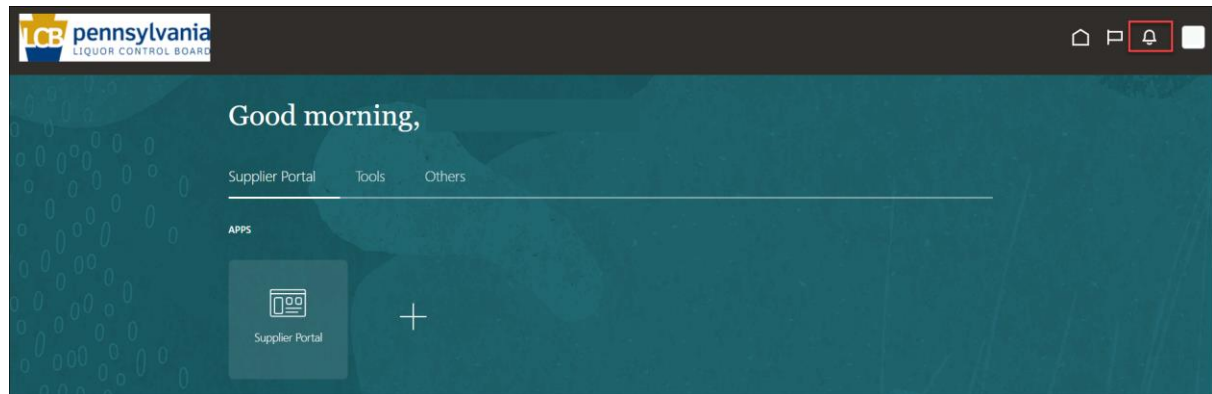 LCB pennsylvania
LIQUOR CONTROL BOARD
Good morning,
Supplier Portal Tools Others
APPS
Supplier Portal